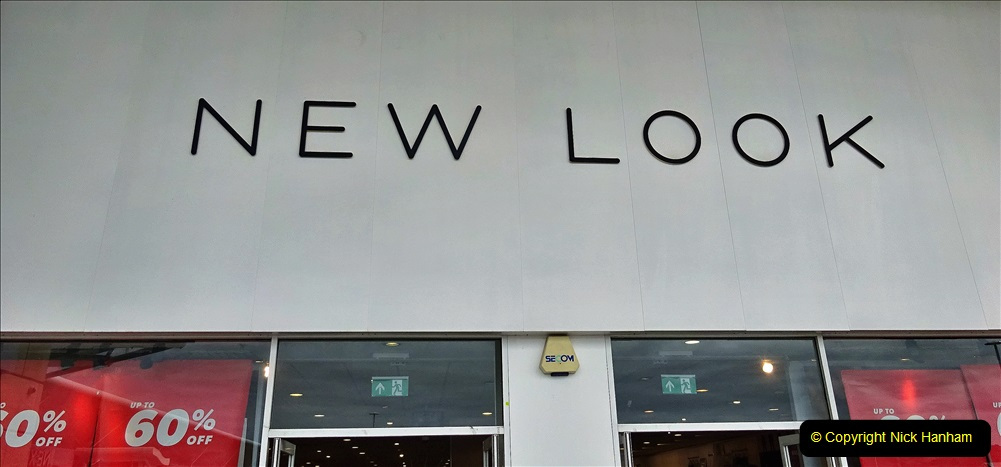 NEW LOOK
SECOM
UP TO
60%
OFF
60%
OFF
UP TO
© Copyright Nick Hanham